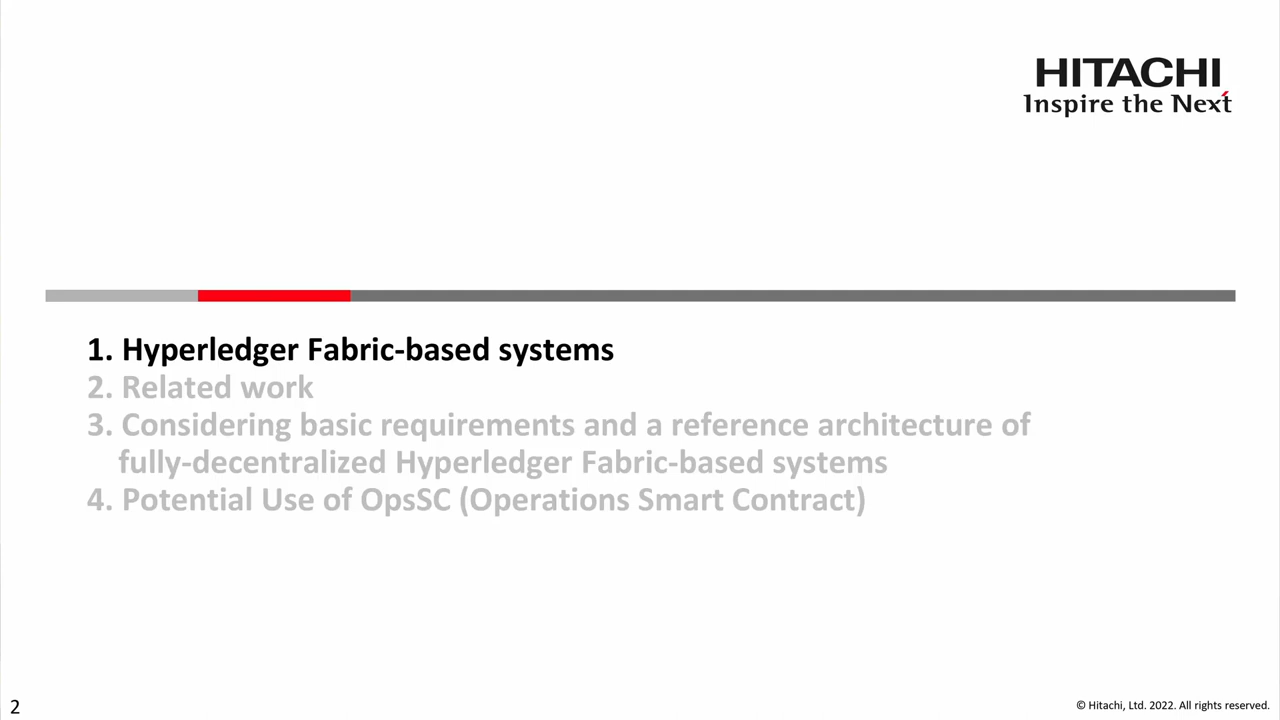 HITACHI
Inspire the Next
1. Hyperledger Fabric-based systems
2. Related work
3. Considering basic requirements and a reference architecture of
fully-decentralized Hyperledger Fabric-based systems
4. Potential Use of OpsSC (Operations Smart Contract)
2
© Hitachi, Ltd. 2022. All rights reserved.